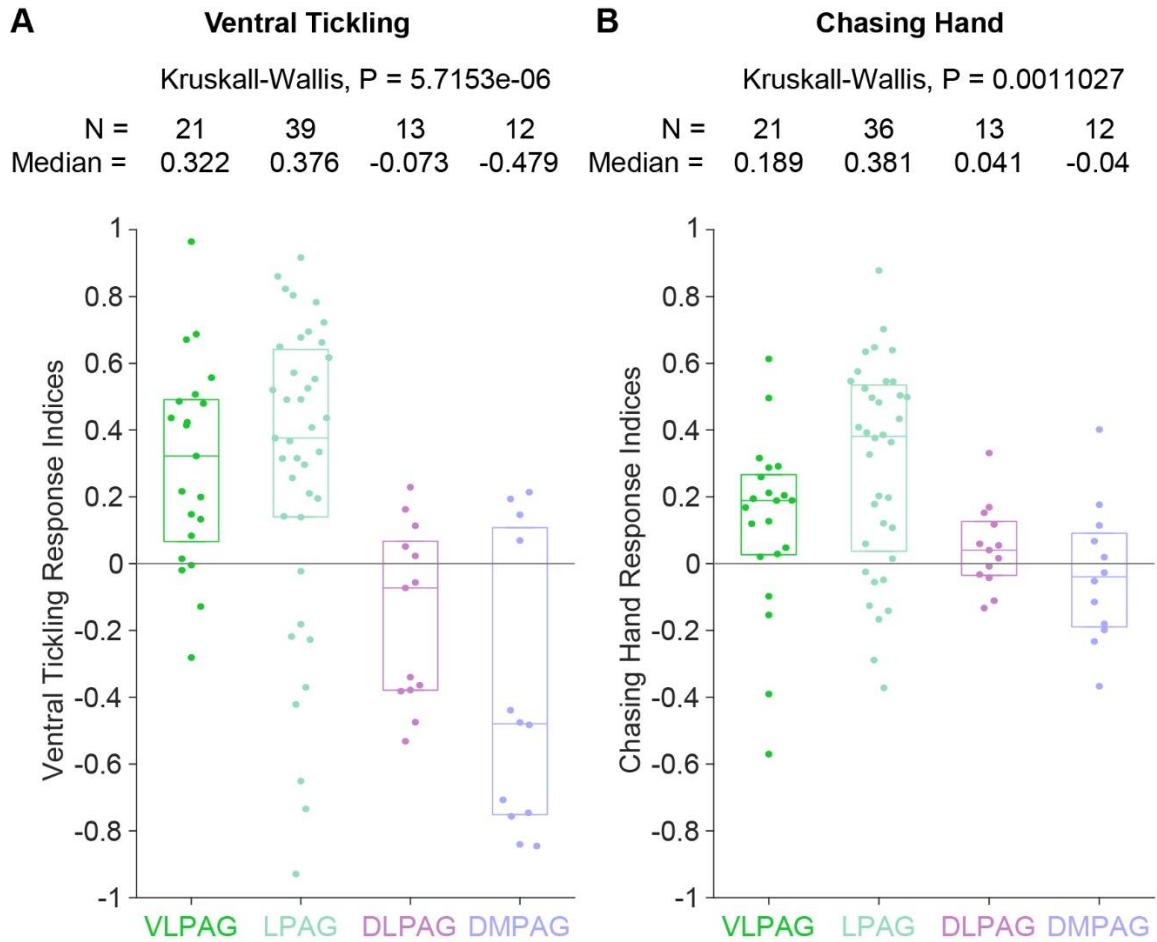 A Ventral Tickling
Kruskall-Wallis, P = 5.7153e-06
N = 21 39 13 12
Median = 0.322 0.376 -0.073 -0.479
Ventral Tickling Response Indices
1
0.8
0.6
0.4
0.2
0
-0.2
-0.4
-0.6
-0.8
-1
VLPAG LPAG DLPAG DMPAG
B Chasing Hand
Kruskall-Wallis, P = 0.0011027
N = 21 36 13 12
Median = 0.189 0.381 0.041 -0.04
Chasing Hand Response Indices
1
0.8
0.6
0.4
0.2
0
-0.2
-0.4
-0.6
-0.8
-1
VLPAG LPAG DLPAG DMPAG